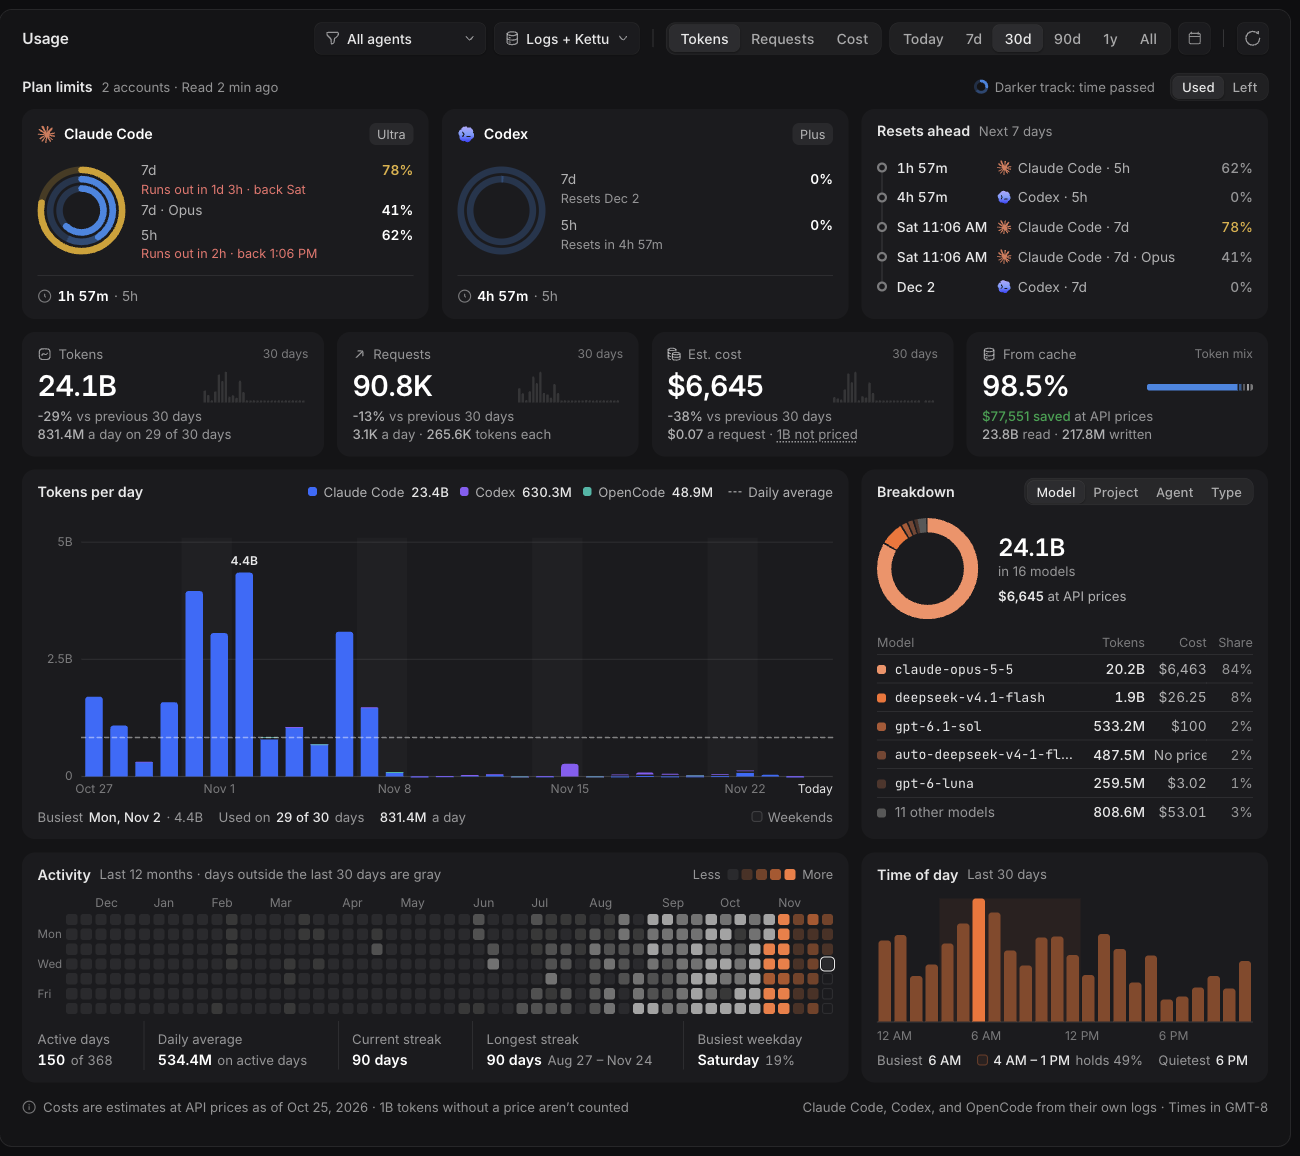 Usage
All agents
Logs + Kettu
Tokens Requests Cost
Today 7d 30d 90d 1y All
Plan limits 2 accounts · Read 2 min ago
Darker track: time passed
Used Left
Claude Code Ultra
7d 78%
Runs out in 1d 3h · back Sat
7d · Opus 41%
5h 62%
Runs out in 2h · back 1:06 PM
1h 57m · 5h
Codex Plus
7d 0%
Resets Dec 2
5h 0%
Resets in 4h 57m
4h 57m · 5h
Resets ahead Next 7 days
1h 57m Claude Code · 5h 62%
4h 57m Codex · 5h 0%
Sat 11:06 AM Claude Code · 7d 78%
Sat 11:06 AM Claude Code · 7d · Opus 41%
Dec 2 Codex · 7d 0%
Tokens 30 days
24.1B
-29% vs previous 30 days
831.4M a day on 29 of 30 days
Requests 30 days
90.8K
-13% vs previous 30 days
3.1K a day · 265.6K tokens each
Est. cost 30 days
$6,645
-38% vs previous 30 days
$0.07 a request · 1B not priced
From cache Token mix
98.5%
$77,551 saved at API prices
23.8B read · 217.8M written
Tokens per day
Claude Code 23.4B Codex 630.3M OpenCode 48.9M --- Daily average
5B
4.4B
2.5B
0
Oct 27 Nov 1 Nov 8 Nov 15 Nov 22 Today
Busiest Mon, Nov 2 · 4.4B Used on 29 of 30 days 831.4M a day
Weekends
Breakdown
Model Project Agent Type
24.1B
in 16 models
$6,645 at API prices
Model Tokens Cost Share
claude-opus-5-5 20.2B $6,463 84%
deepseek-v4.1-flash 1.9B $26.25 8%
gpt-6.1-sol 533.2M $100 2%
auto-deepseek-v4-1-fl... 487.5M No price 2%
gpt-6-luna 259.5M $3.02 1%
11 other models 808.6M $53.01 3%
Activity Last 12 months · days outside the last 30 days are gray
Less More
Dec Jan Feb Mar Apr May Jun Jul Aug Sep Oct Nov
Mon
Wed
Fri
Active days
150 of 368
Daily average
534.4M on active days
Current streak
90 days
Longest streak
90 days Aug 27 – Nov 24
Busiest weekday
Saturday 19%
Time of day Last 30 days
12 AM 6 AM 12 PM 6 PM
Busiest 6 AM 4 AM – 1 PM holds 49% Quietest 6 PM
Costs are estimates at API prices as of Oct 25, 2026 · 1B tokens without a price aren’t counted
Claude Code, Codex, and OpenCode from their own logs · Times in GMT-8